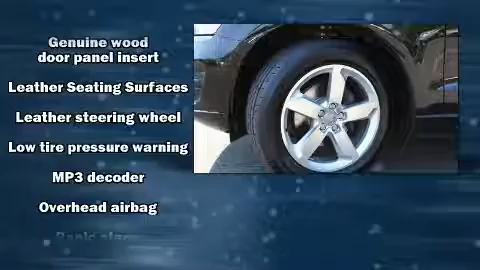 Genuine wood
door panel insert
Leather Seating Surfaces
Leather steering wheel
Low tire pressure warning
MP3 decoder
Overhead airbag